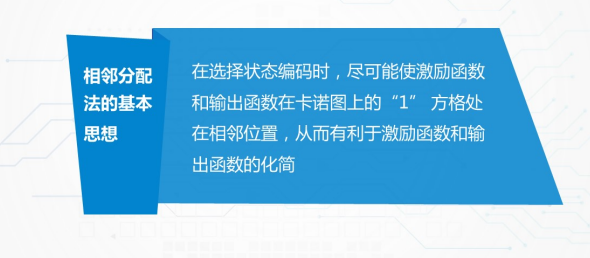 相邻分配
法的基本
思想
在选择状态编码时，尽可能使激励函数
和输出函数在卡诺图上的“1” 方格处
在相邻位置，从而有利于激励函数和输
出函数的化简